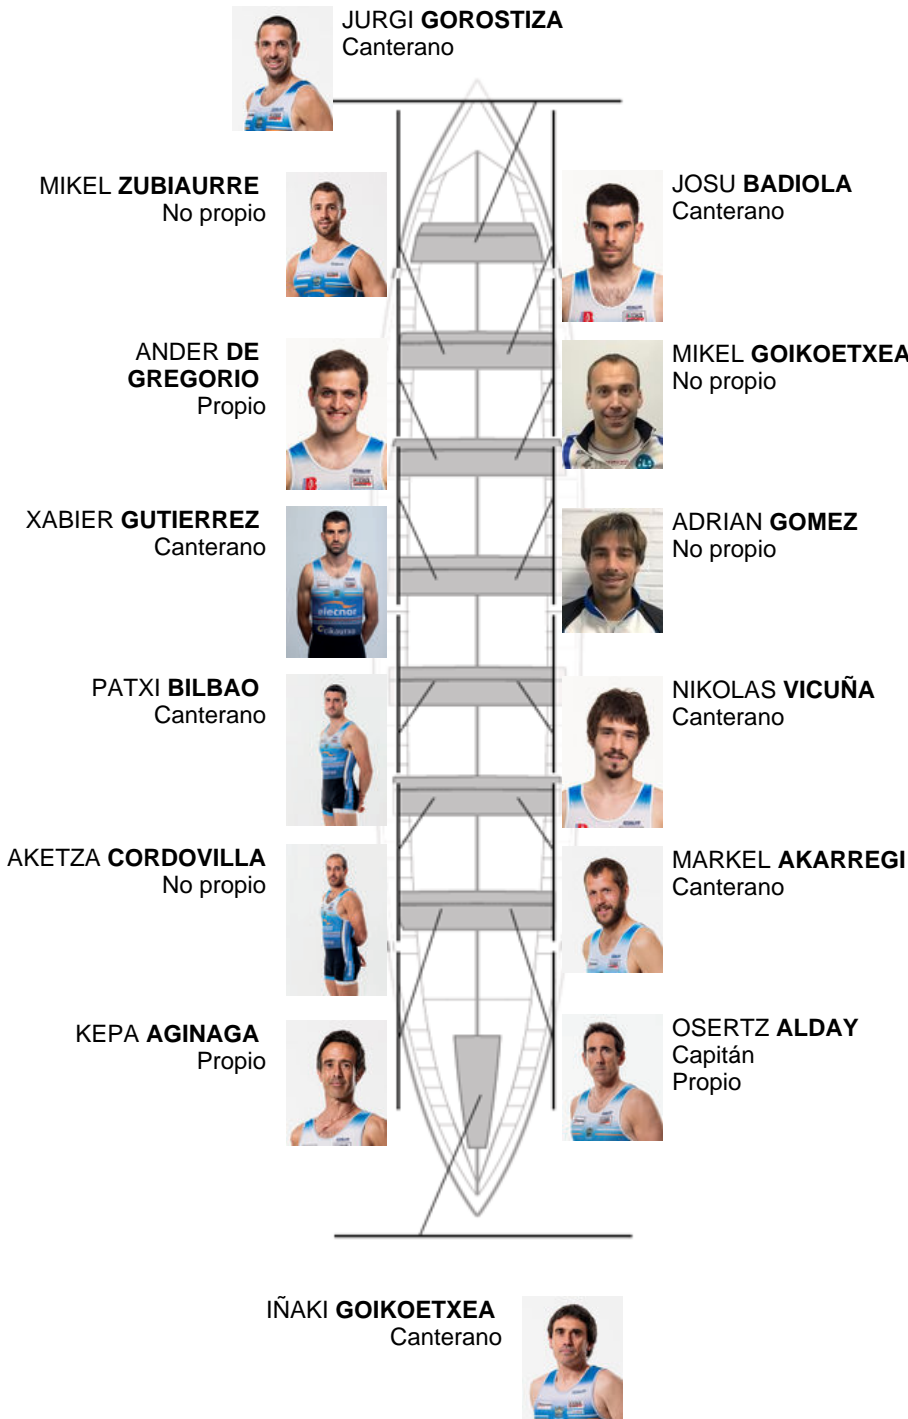 JURGI GOROSTIZA
Canterano
MIKEL ZUBIAURRE
No propio
JOSU BADIOLA
Canterano
ANDER DE
GREGORIO
Propio
MIKEL GOIKOETXEA
No propio
XABIER GUTIERREZ
Canterano
elecnor
ADRIAN GOMEZ
No propio
PATXI BILBAO
Canterano
NIKOLAS VICUÑA
Canterano
AKETZA CORDOVILLA
No propio
MARKEL AKARREGI
Canterano
KEPA AGINAGA
Propio
OSERTZ ALDAY
Capitán
Propio
IÑAKI GOIKOETXEA
Canterano